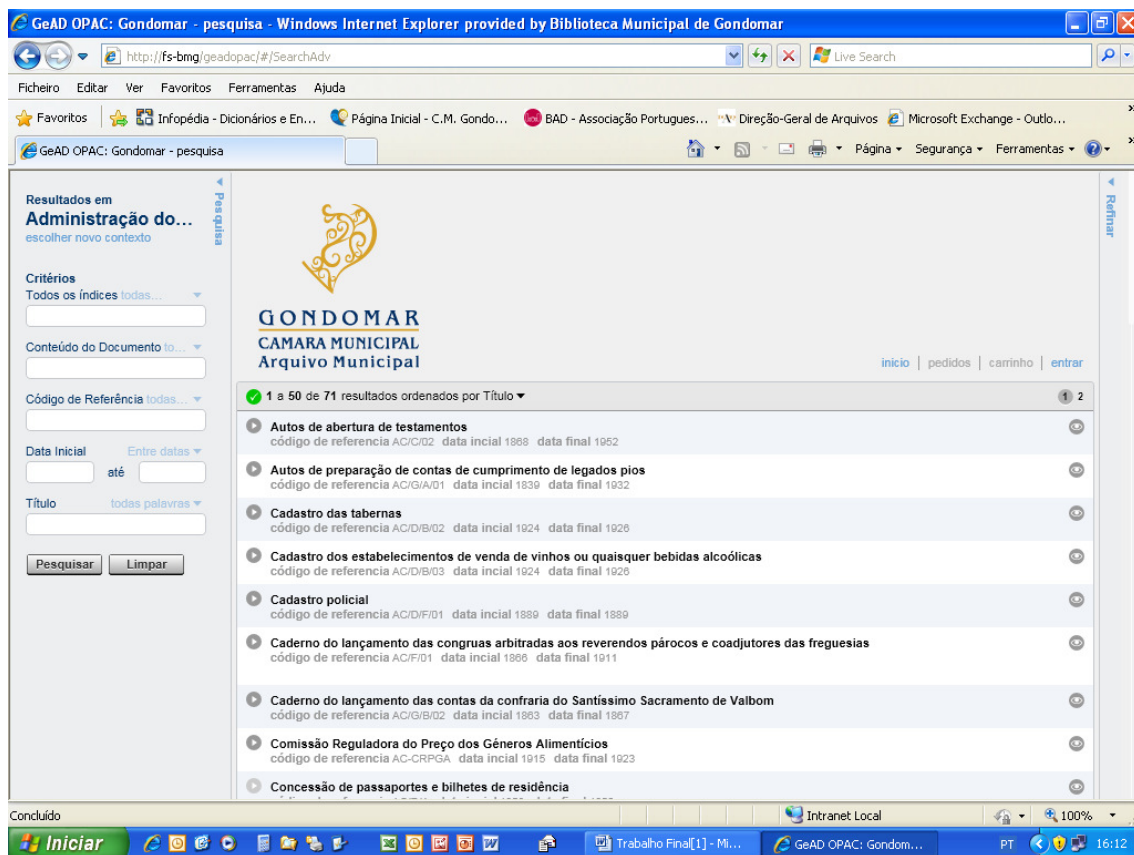 GeAD OPAC: Gondomar - pesquisa - Windows Internet Explorer provided by Biblioteca Municipal de Gondomar
http://fs-bmg/geadopac/#/SearchAdv
Live Search
Ficheiro Editar Ver Favoritos Ferramentas Ajuda
Favoritos Infopédia - Dicionários e En... Página Inicial - C.M. Gondo... BAD - Associação Portugues... Direção-Geral de Arquivos Microsoft Exchange - Outlo...
GeAD OPAC: Gondomar - pesquisa
Página Segurança Ferramentas
Resultados em
Administração do...
escolher novo contexto
Pesquisa
Critérios
Todos os índices todas...
Conteúdo do Documento to...
Código de Referência todas...
Data Inicial Entre datas
até
Título todas palavras
Pesquisar Limpar
GONDOMAR
CAMARA MUNICIPAL
Arquivo Municipal
Refinar
inicio | pedidos | carrinho | entrar
1 a 50 de 71 resultados ordenados por Título
1 2
Autos de abertura de testamentos
código de referencia AC/C/02 data incial 1868 data final 1952
Autos de preparação de contas de cumprimento de legados pios
código de referencia AC/G/A/01 data incial 1839 data final 1932
Cadastro das tabernas
código de referencia AC/D/B/02 data incial 1924 data final 1926
Cadastro dos estabelecimentos de venda de vinhos ou quaisquer bebidas alcoólicas
código de referencia AC/D/B/03 data incial 1924 data final 1926
Cadastro policial
código de referencia AC/D/F/01 data incial 1889 data final 1889
Caderno do lançamento das congruas arbitradas aos reverendos párocos e coadjutores das freguesias
código de referencia AC/F/01 data incial 1866 data final 1911
Caderno do lançamento das contas da confraria do Santíssimo Sacramento de Valbom
código de referencia AC/G/B/02 data incial 1863 data final 1867
Comissão Reguladora do Preço dos Géneros Alimentícios
código de referencia AC-CRPGA data incial 1915 data final 1923
Concessão de passaportes e bilhetes de residência
Concluído
Intranet Local
100%
Iniciar
Trabalho Final[1] - Mi...
GeAD OPAC: Gondom...
PT
16:12